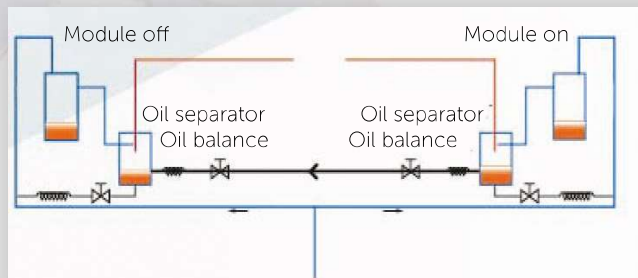 Module off
Module on
Oil separator
Oil balance
Oil separator
Oil balance